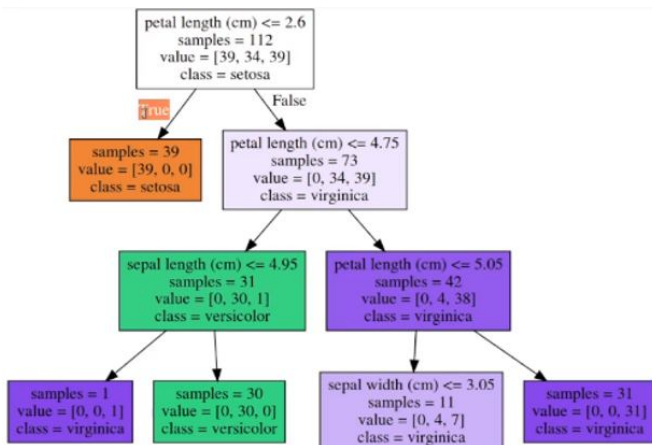 petal length (cm) <= 2.6
samples = 112
value = [39, 34, 39]
class = setosa
True
False
samples = 39
value = [39, 0, 0]
class = setosa
petal length (cm) <= 4.75
samples = 73
value = [0, 34, 39]
class = virginica
sepal length (cm) <= 4.95
samples = 31
value = [0, 30, 1]
class = versicolor
petal length (cm) <= 5.05
samples = 42
value = [0, 4, 38]
class = virginica
samples = 1
value = [0, 0, 1]
class = virginica
samples = 30
value = [0, 30, 0]
class = versicolor
sepal width (cm) <= 3.05
samples = 11
value = [0, 4, 7]
class = virginica
samples = 31
value = [0, 0, 31]
class = virginica